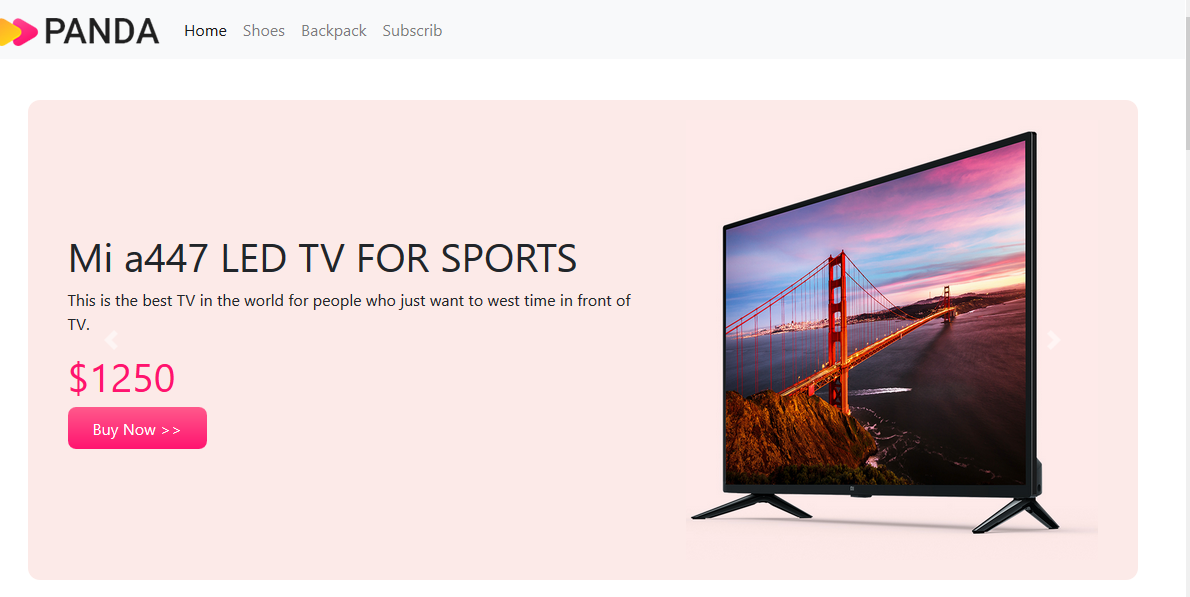 PANDA Home Shoes Backpack Subscrib
Mi a447 LED TV FOR SPORTS
This is the best TV in the world for people who just want to west time in front of
TV.
$1250
Buy Now >>